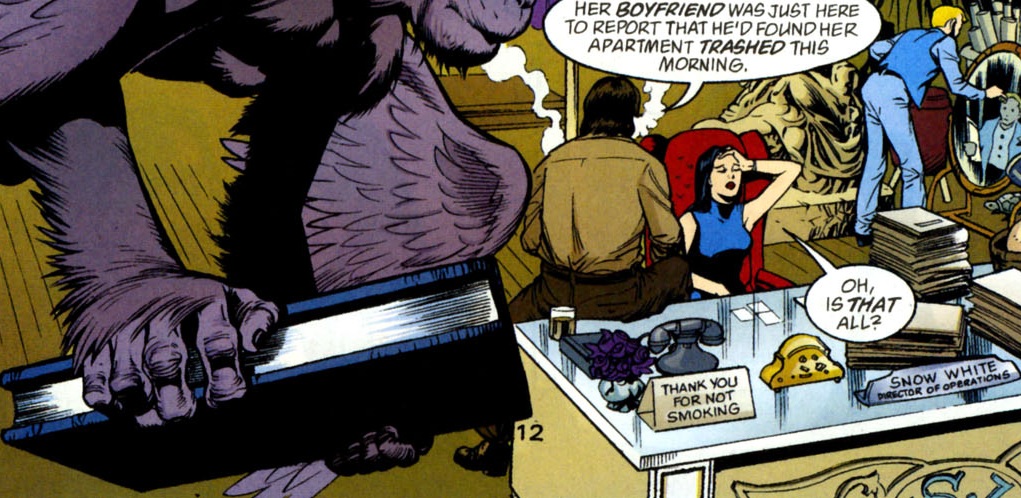 HER BOYFRIEND WAS JUST HERE
TO REPORT THAT HE'D FOUND HER
APARTMENT TRASHED THIS
MORNING.
OH,
IS THAT
ALL?
THANK YOU
FOR NOT
SMOKING
SNOW WHITE
DIRECTOR OF OPERATIONS
12